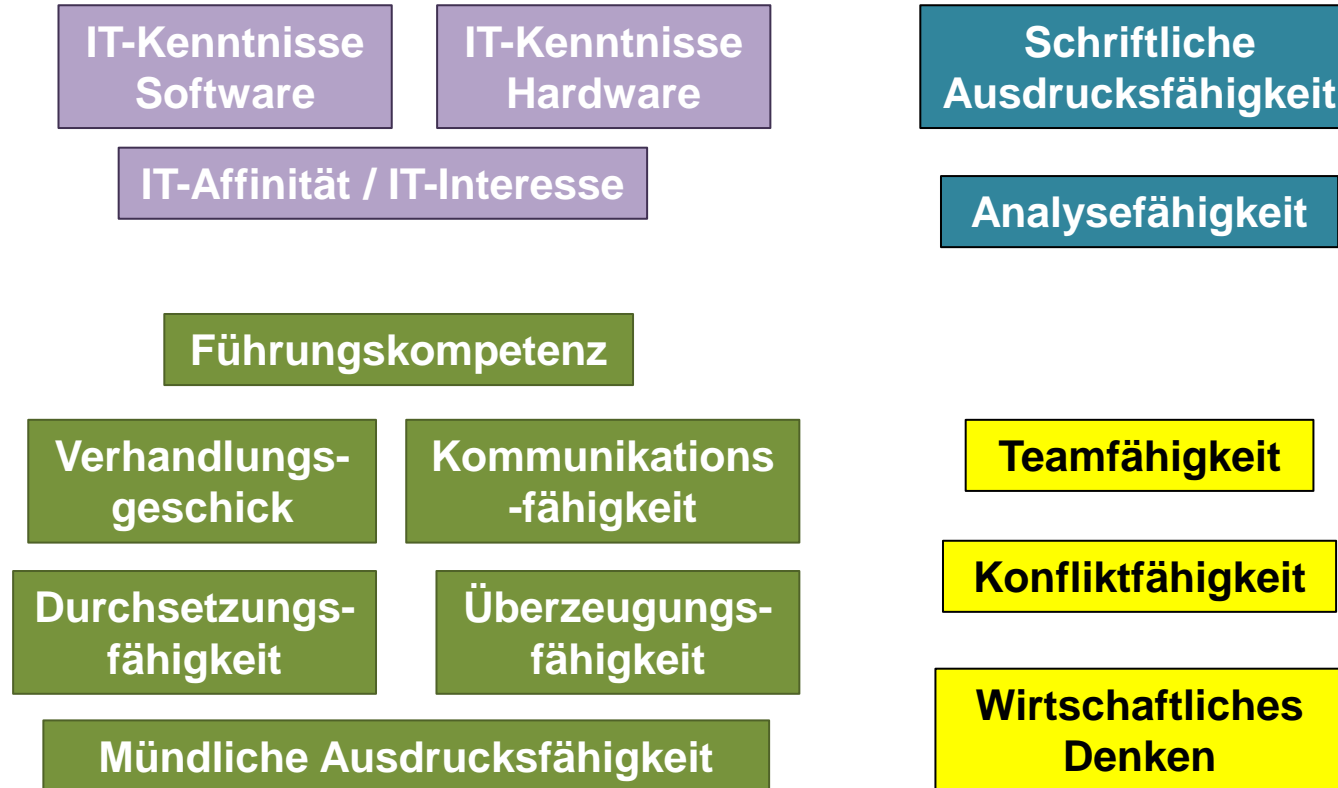 IT-Kenntnisse
Software
IT-Kenntnisse
Hardware
IT-Affinität / IT-Interesse
Schriftliche
Ausdrucksfähigkeit
Analysefähigkeit
Führungskompetenz
Verhandlungs-
geschick
Kommunikations
-fähigkeit
Durchsetzungs-
fähigkeit
Überzeugungs-
fähigkeit
Mündliche Ausdrucksfähigkeit
Teamfähigkeit
Konfliktfähigkeit
Wirtschaftliches
Denken